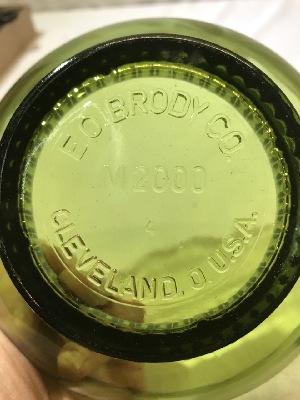 E.O. BRODY CO.
M2000
4
CLEVELAND, O. U.S.A.